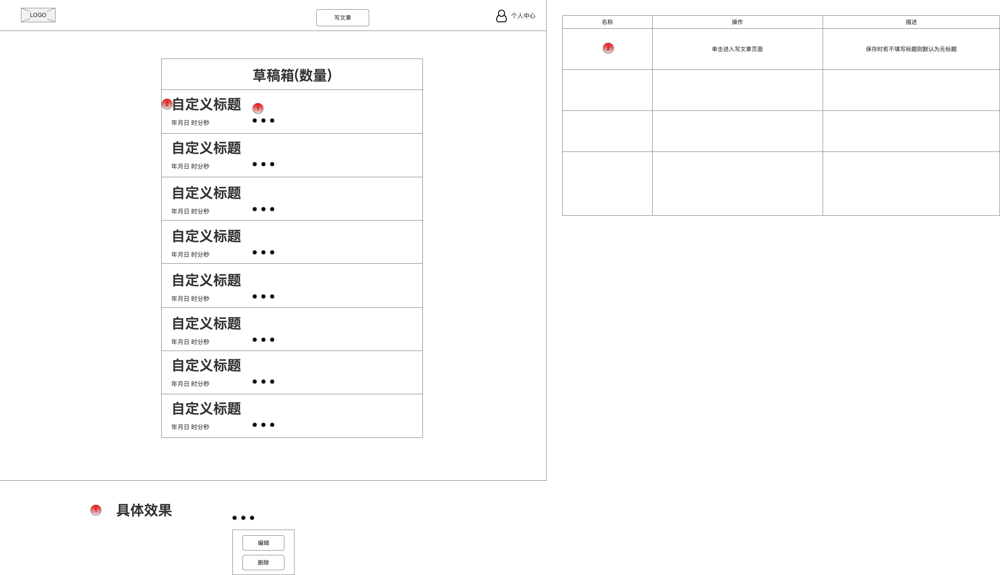 LOGO
写文章
个人中心
草稿箱(数量)
2
自定义标题
1
年月日 时分秒
自定义标题
年月日 时分秒
自定义标题
年月日 时分秒
自定义标题
年月日 时分秒
自定义标题
年月日 时分秒
自定义标题
年月日 时分秒
自定义标题
年月日 时分秒
自定义标题
年月日 时分秒
名称 操作 描述
2 单击进入写文章页面 保存时若不填写标题则默认为无标题
1 具体效果
编辑
删除